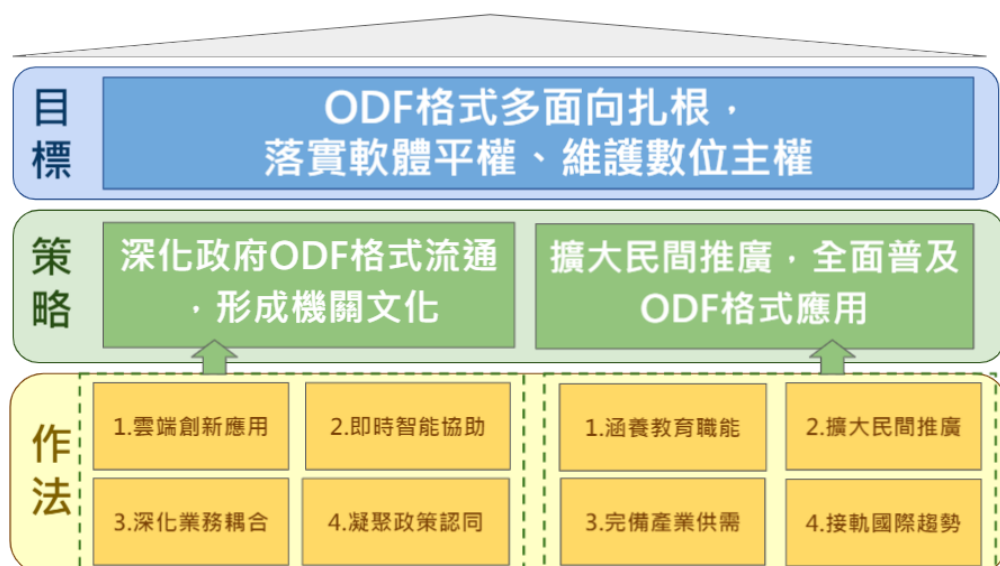 目標
ODF格式多面向扎根，
落實軟體平權、維護數位主權
策略
深化政府ODF格式流通
，形成機關文化
擴大民間推廣，全面普及
ODF格式應用
作法
1.雲端創新應用
2.即時智能協助
3.深化業務耦合
4.凝聚政策認同
1.涵養教育職能
2.擴大民間推廣
3.完備產業供需
4.接軌國際趨勢